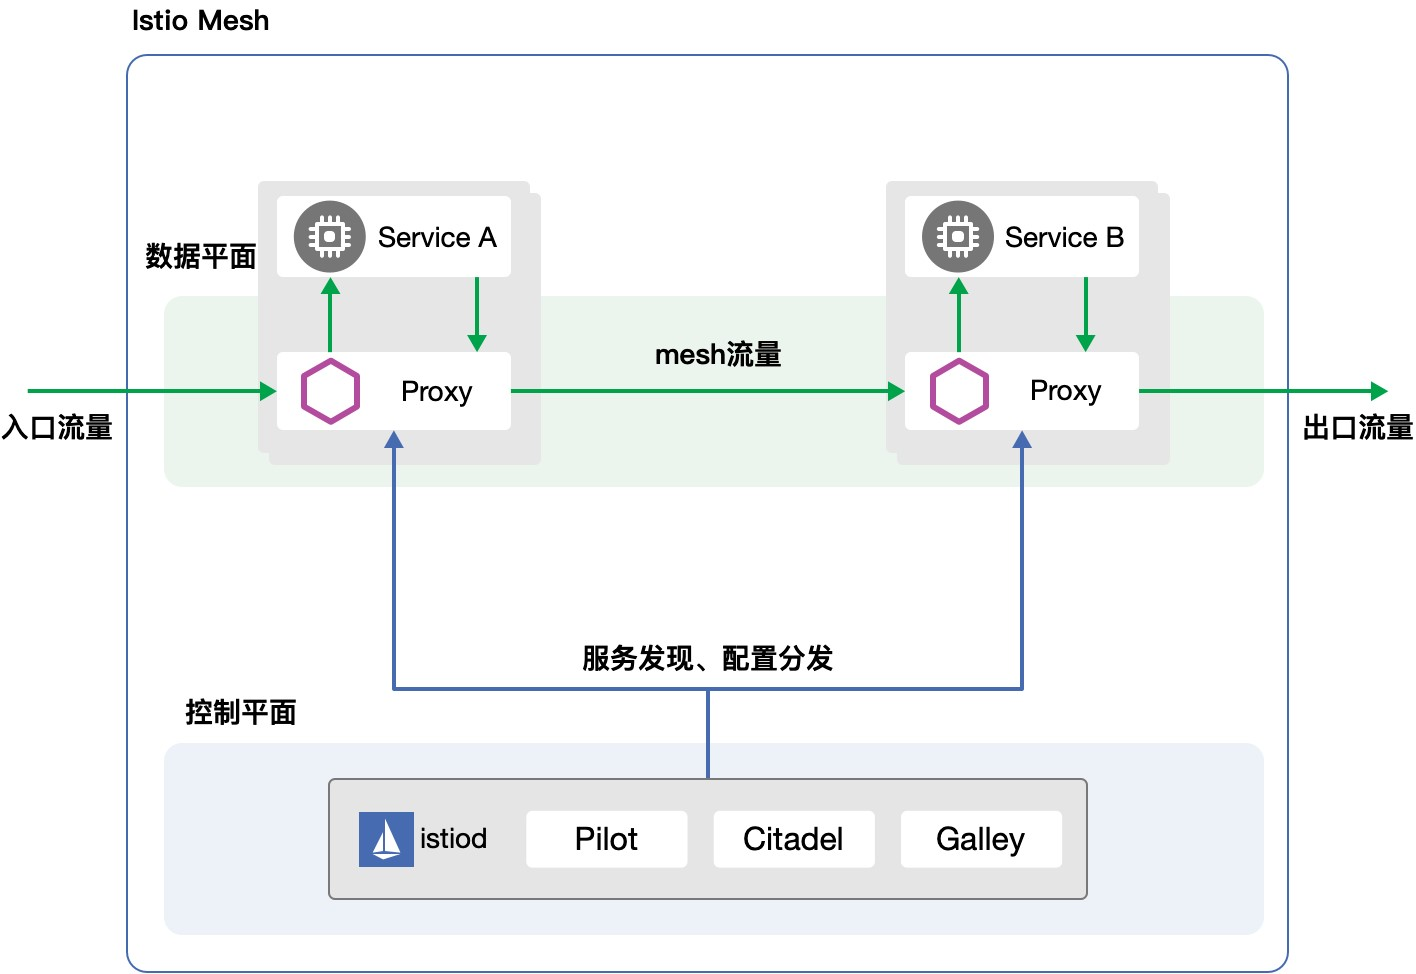 Istio Mesh
数据平面
Service A
Service B
mesh流量
Proxy
Proxy
入口流量
出口流量
服务发现、配置分发
控制平面
istiod
Pilot
Citadel
Galley